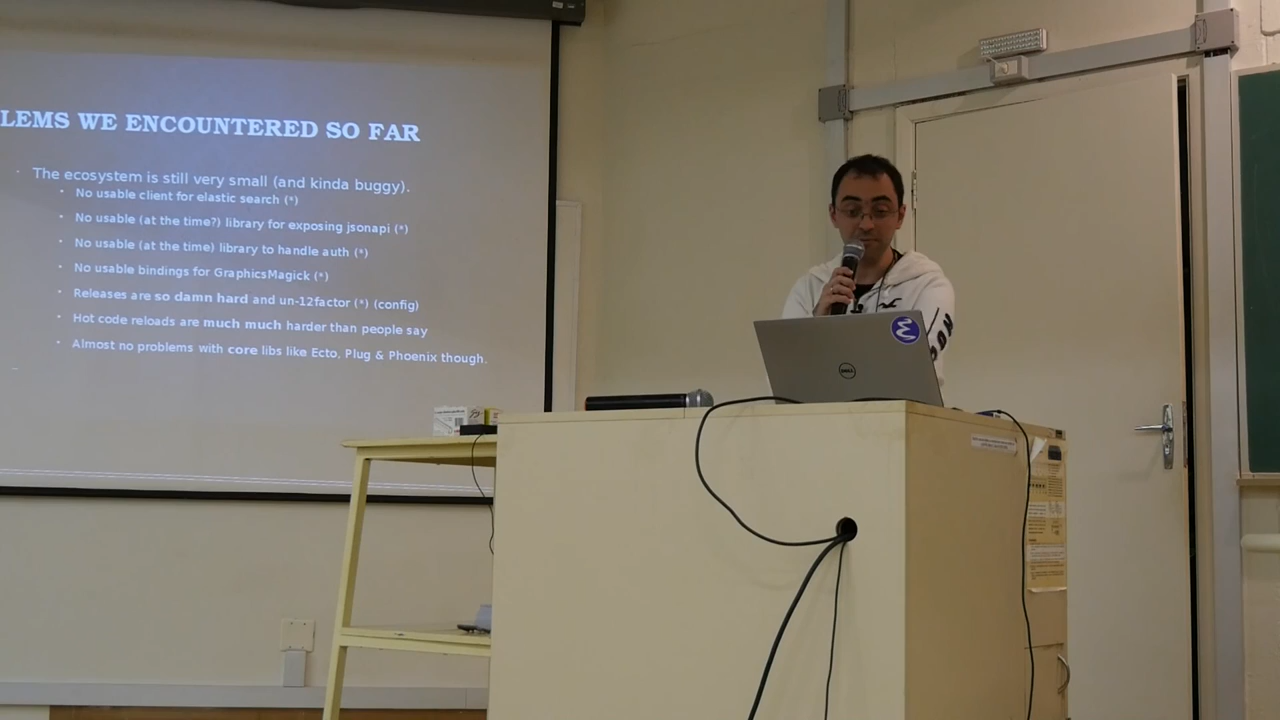 LEMS WE ENCOUNTERED SO FAR
The ecosystem is still very small (and kinda buggy).
No usable client for elastic search (*)
No usable (at the time?) library for exposing jsonapi (*)
No usable (at the time) library to handle auth (*)
No usable bindings for GraphicsMagick (*)
Releases are so damn hard and un-12factor (*) (config)
Hot code reloads are much much harder than people say
Almost no problems with core libs like Ecto, Plug & Phoenix though.
DELL